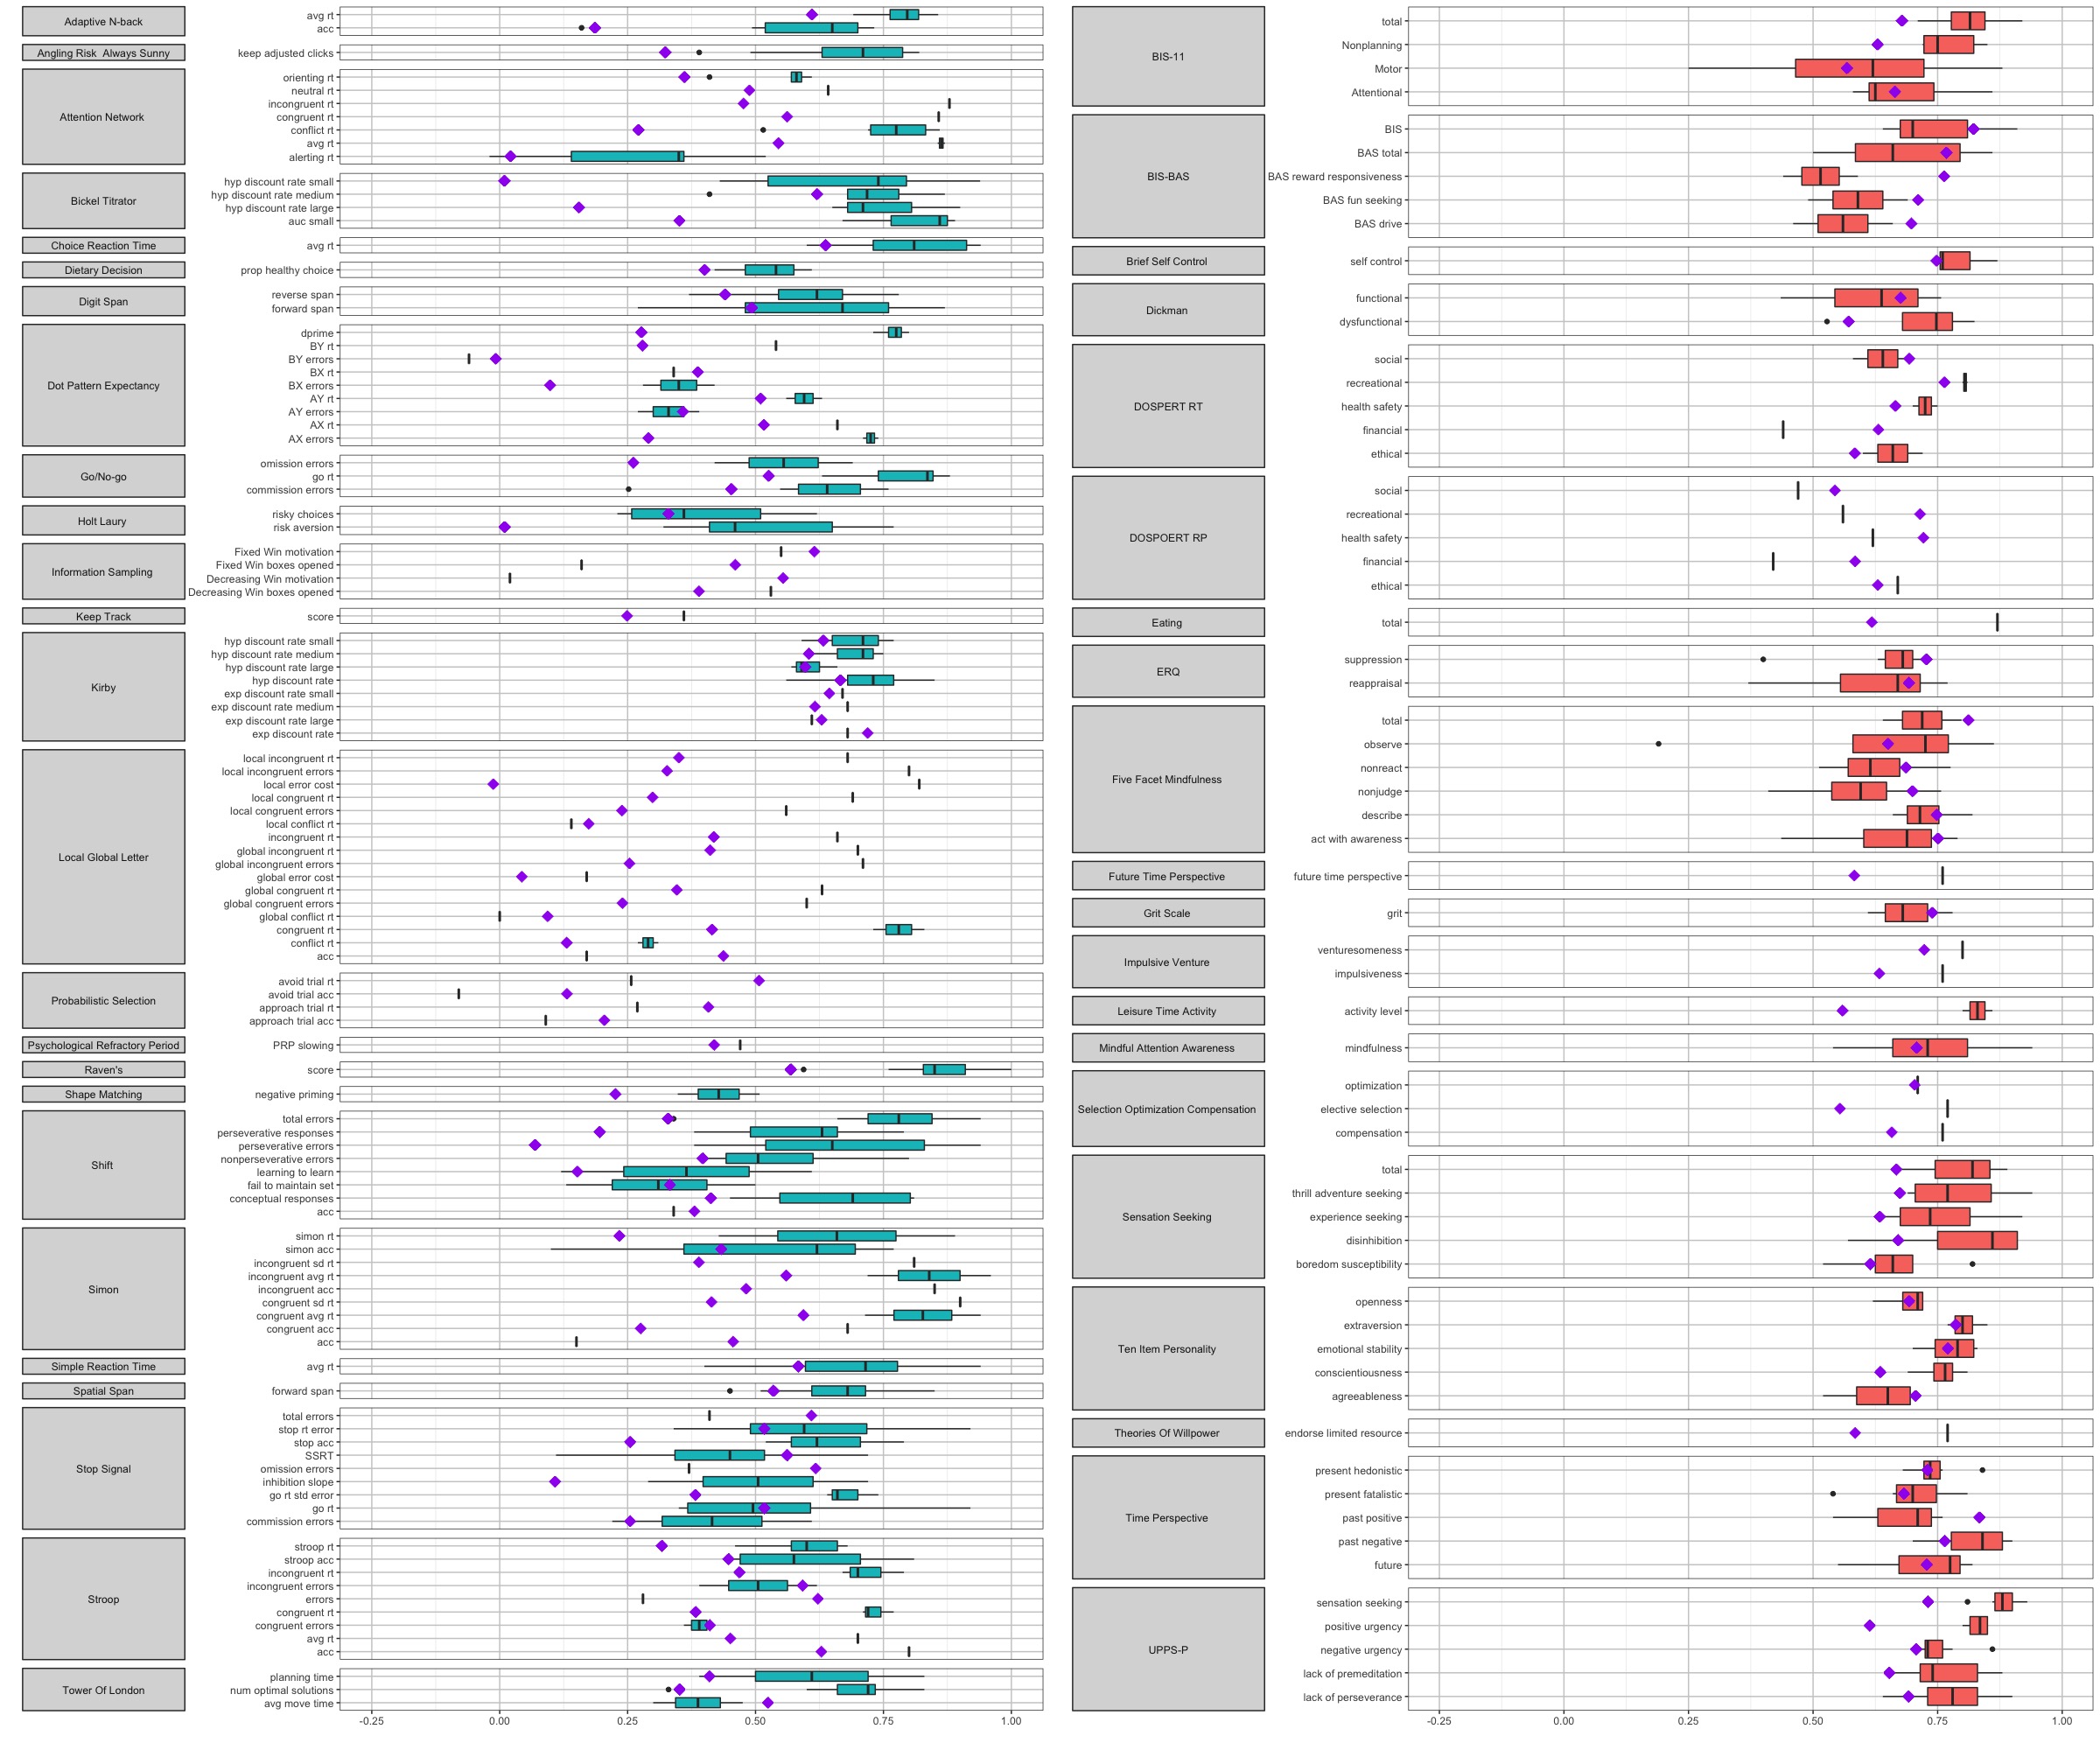 Adaptive N-back
avg rt
acc
Angling Risk Always Sunny
keep adjusted clicks
Attention Network
orienting rt
neutral rt
incongruent rt
congruent rt
conflict rt
avg rt
alerting rt
Bickel Titrator
hyp discount rate small
hyp discount rate medium
hyp discount rate large
auc small
Choice Reaction Time
avg rt
Dietary Decision
prop healthy choice
Digit Span
reverse span
forward span
Dot Pattern Expectancy
dprime
BY rt
BY errors
BX rt
BX errors
AY rt
AY errors
AX rt
AX errors
Go/No-go
omission errors
go rt
commission errors
Holt Laury
risky choices
risk aversion
Information Sampling
Fixed Win motivation
Fixed Win boxes opened
Decreasing Win motivation
Decreasing Win boxes opened
Keep Track
score
Kirby
hyp discount rate small
hyp discount rate medium
hyp discount rate large
hyp discount rate
exp discount rate small
exp discount rate medium
exp discount rate large
exp discount rate
Local Global Letter
local incongruent rt
local incongruent errors
local error cost
local congruent rt
local congruent errors
local conflict rt
incongruent rt
global incongruent rt
global incongruent errors
global error cost
global congruent rt
global congruent errors
global conflict rt
congruent rt
conflict rt
acc
Probabilistic Selection
avoid trial rt
avoid trial acc
approach trial rt
approach trial acc
Psychological Refractory Period
PRP slowing
Raven's
score
Shape Matching
negative priming
Shift
total errors
perseverative responses
perseverative errors
nonperseverative errors
learning to learn
fail to maintain set
conceptual responses
acc
Simon
simon rt
simon acc
incongruent sd rt
incongruent avg rt
incongruent acc
congruent sd rt
congruent avg rt
congruent acc
acc
Simple Reaction Time
avg rt
Spatial Span
forward span
Stop Signal
total errors
stop rt error
stop acc
SSRT
omission errors
inhibition slope
go rt std error
go rt
commission errors
Stroop
stroop rt
stroop acc
incongruent rt
incongruent errors
errors
congruent rt
congruent errors
avg rt
acc
Tower Of London
planning time
num optimal solutions
avg move time
-0.25 0.00 0.25 0.50 0.75 1.00
BIS-11
total
Nonplanning
Motor
Attentional
BIS-BAS
BIS
BAS total
BAS reward responsiveness
BAS fun seeking
BAS drive
Brief Self Control
self control
Dickman
functional
dysfunctional
DOSPERT RT
social
recreational
health safety
financial
ethical
DOSPOERT RP
social
recreational
health safety
financial
ethical
Eating
total
ERQ
suppression
reappraisal
Five Facet Mindfulness
total
observe
nonreact
nonjudge
describe
act with awareness
Future Time Perspective
future time perspective
Grit Scale
grit
Impulsive Venture
venturesomeness
impulsiveness
Leisure Time Activity
activity level
Mindful Attention Awareness
mindfulness
Selection Optimization Compensation
optimization
elective selection
compensation
Sensation Seeking
total
thrill adventure seeking
experience seeking
disinhibition
boredom susceptibility
Ten Item Personality
openness
extraversion
emotional stability
conscientiousness
agreeableness
Theories Of Willpower
endorse limited resource
Time Perspective
present hedonistic
present fatalistic
past positive
past negative
future
UPPS-P
sensation seeking
positive urgency
negative urgency
lack of premeditation
lack of perseverance
-0.25 0.00 0.25 0.50 0.75 1.00